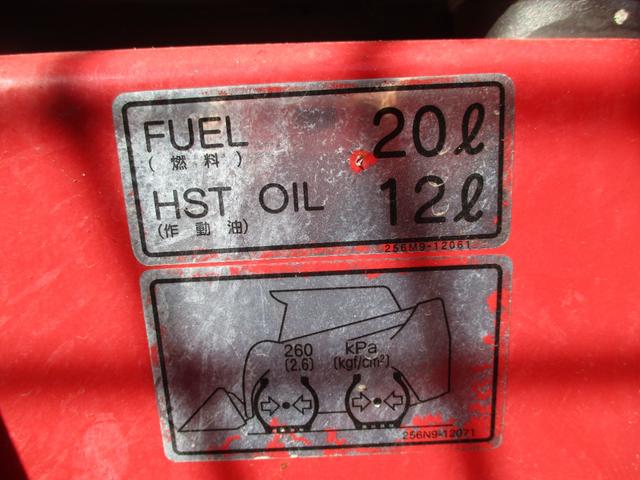 FUEL 20ℓ
(燃料)
HST OIL 12ℓ
(作動油)
256M9-12061
260 kPa
(2.6) (kgf/cm²)
256N9-12071